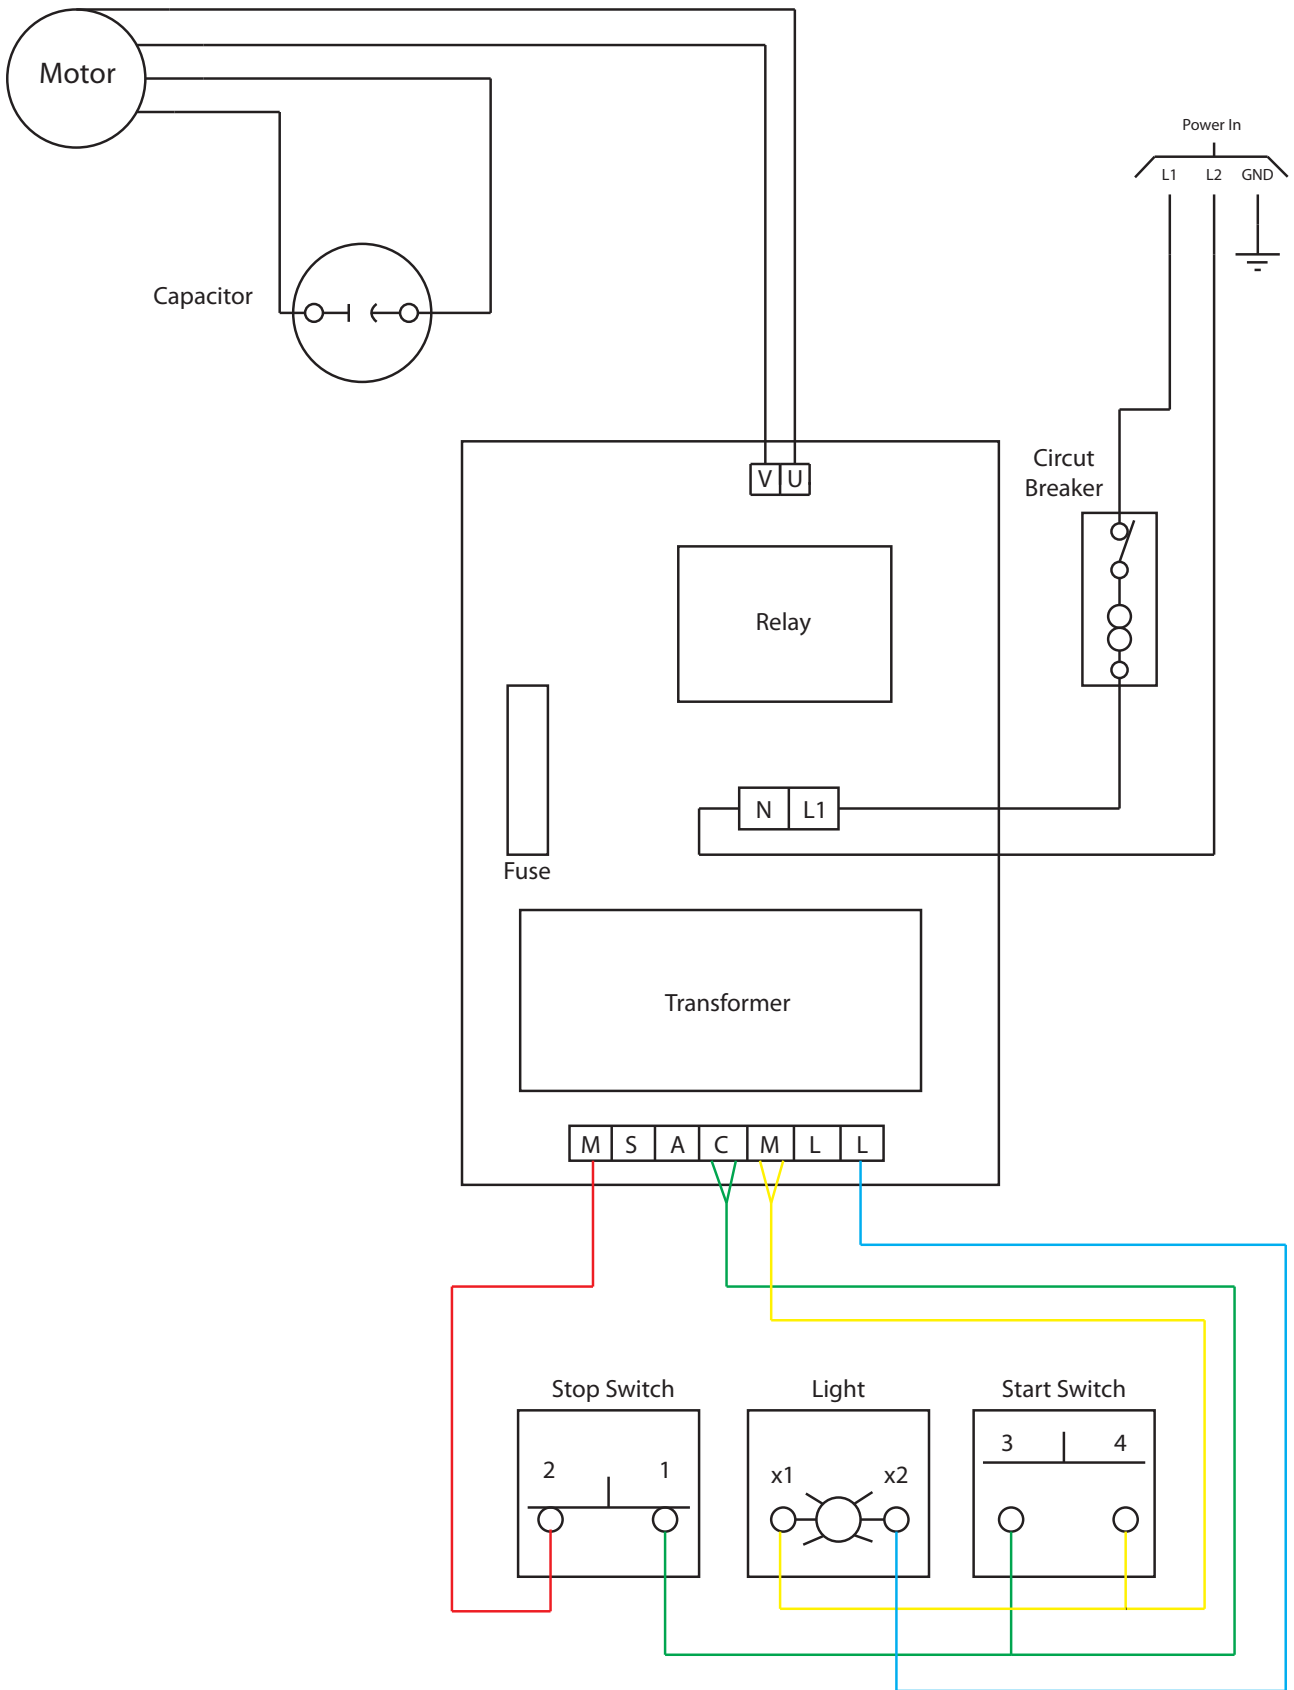 Motor
Power In
L1 L2 GND
Capacitor
Circut
Breaker
V U
Relay
N L1
Fuse
Transformer
M S A C M L L
Stop Switch
Light
Start Switch
2 1
x1 x2
3 4